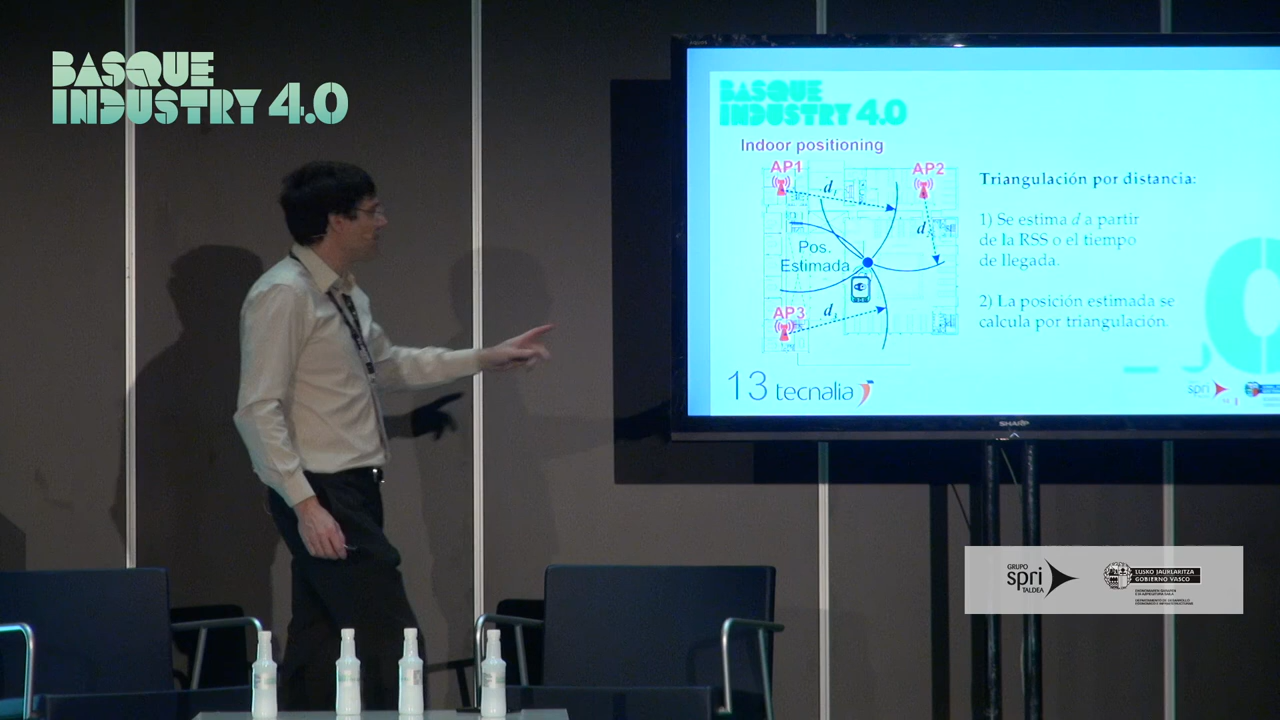 BASQUE
INDUSTRY 4.0
BASQUE
INDUSTRY 4.0
Indoor positioning
AP1
AP2
d
d
Pos.
Estimada
AP3
d
Triangulación por distancia:
1) Se estima d a partir
de la RSS o el tiempo
de llegada.
2) La posición estimada se
calcula por triangulación.
13 tecnalia
spri
SHARP
GRUPO
spri
TALDEA
EUSKO JAURLARITZA
GOBIERNO VASCO